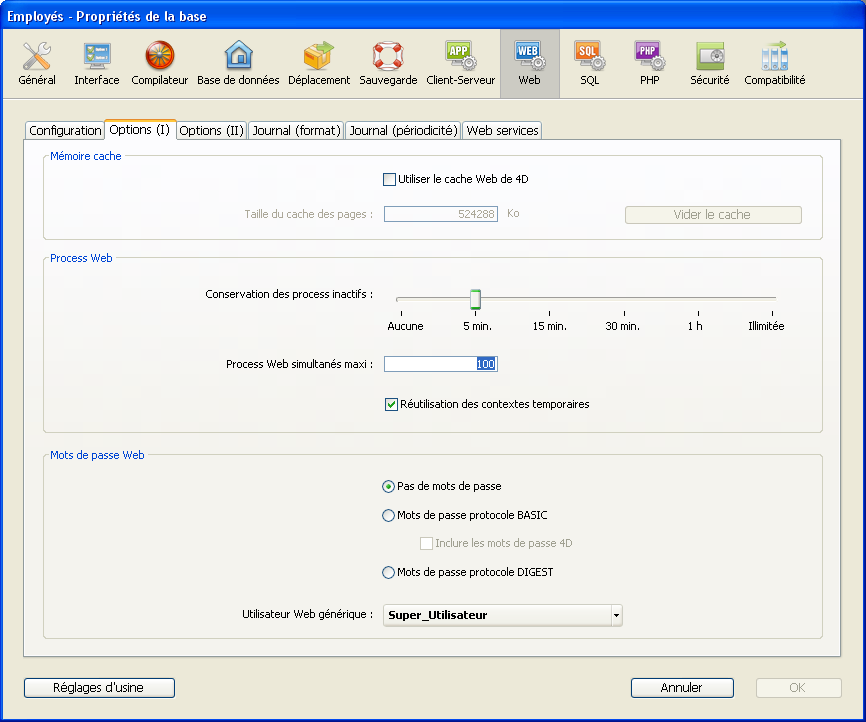 Employés - Propriétés de la base
APP WEB SQL PHP
Général Interface Compilateur Base de données Déplacement Sauvegarde Client-Serveur Web SQL PHP Sécurité Compatibilité
Configuration Options (I) Options (II) Journal (format) Journal (périodicité) Web services
Mémoire cache
Utiliser le cache Web de 4D
Taille du cache des pages : 524288 Ko Vider le cache
Process Web
Conservation des process inactifs :
Aucune 5 min. 15 min. 30 min. 1 h Illimitée
Process Web simultanés maxi : 100
Réutilisation des contextes temporaires
Mots de passe Web
Pas de mots de passe
Mots de passe protocole BASIC
Inclure les mots de passe 4D
Mots de passe protocole DIGEST
Utilisateur Web générique : Super_Utilisateur
Réglages d'usine Annuler OK